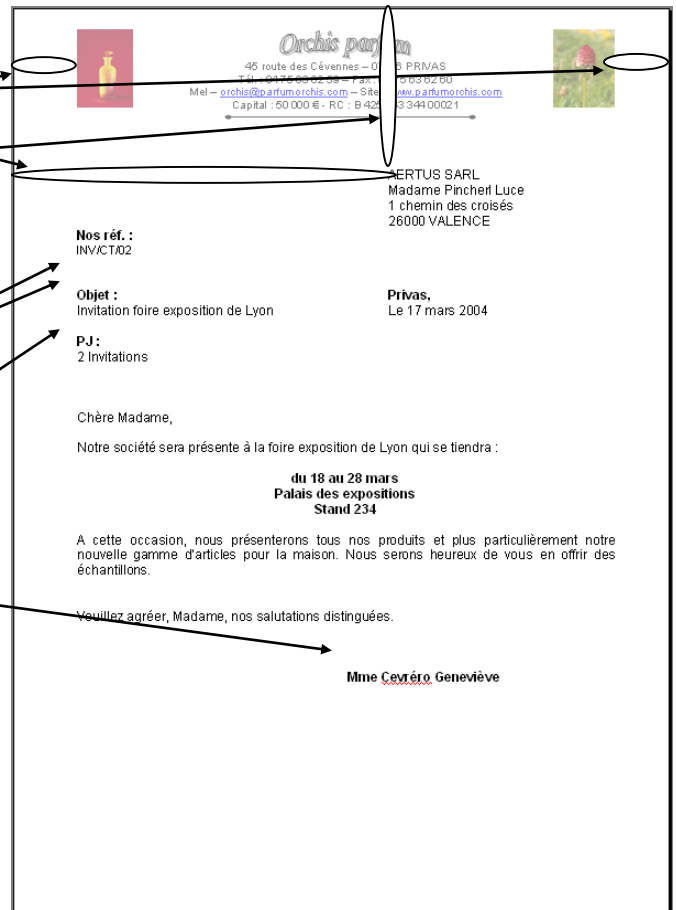 Orchis parfum
45 route des Cévennes – PRIVAS
Mel – orchis@parfumorchis.com – Site www.parfumorchis.com
Capital : 50 000 € - RC : B 425 34400021
AERTUS SARL
Madame Pincherl Luce
1 chemin des croisés
26000 VALENCE
Nos réf. :
INV/CT/02
Objet :
Invitation foire exposition de Lyon
Privas,
Le 17 mars 2004
PJ :
2 Invitations
Chère Madame,
Notre société sera présente à la foire exposition de Lyon qui se tiendra :
du 18 au 28 mars
Palais des expositions
Stand 234
A cette occasion, nous présenterons tous nos produits et plus particulièrement notre
nouvelle gamme d'articles pour la maison. Nous serons heureux de vous en offrir des
échantillons.
Veuillez agréer, Madame, nos salutations distinguées.
Mme Cevréro Geneviève